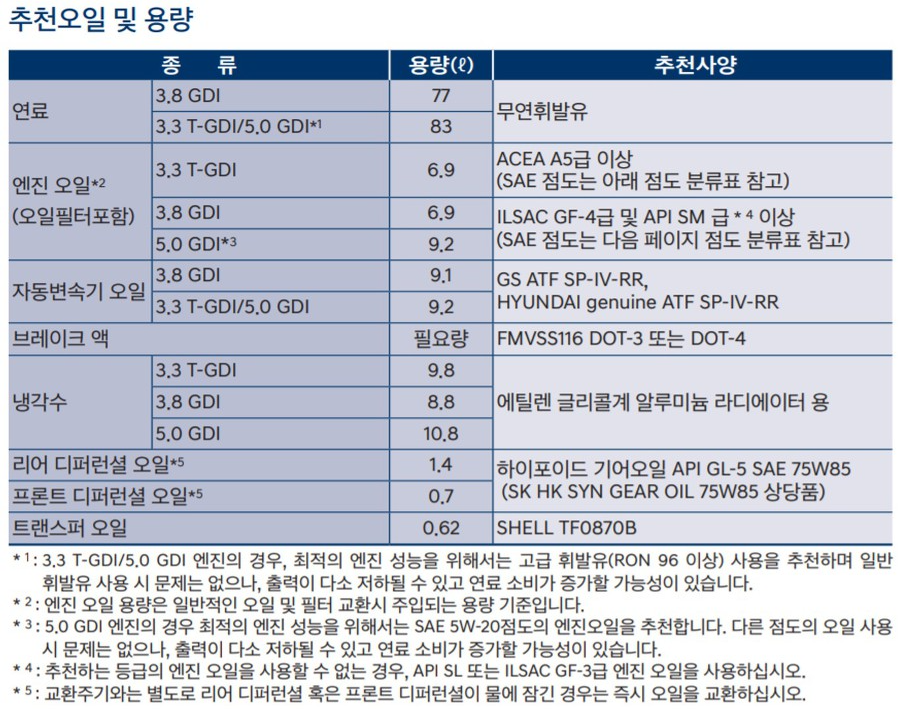 추천오일 및 용량
종 류 용량(ℓ) 추천사양
연료 3.8 GDI 77 무연휘발유
3.3 T-GDI/5.0 GDI*1 83
엔진 오일*2 (오일필터포함) 3.3 T-GDI 6.9 ACEA A5급 이상
(SAE 점도는 아래 점도 분류표 참고)
3.8 GDI 6.9 ILSAC GF-4급 및 API SM 급*4 이상
5.0 GDI*3 9.2 (SAE 점도는 다음 페이지 점도 분류표 참고)
자동변속기 오일 3.8 GDI 9.1 GS ATF SP-IV-RR,
3.3 T-GDI/5.0 GDI 9.2 HYUNDAI genuine ATF SP-IV-RR
브레이크 액 필요량 FMVSS116 DOT-3 또는 DOT-4
냉각수 3.3 T-GDI 9.8 에틸렌 글리콜계 알루미늄 라디에이터 용
3.8 GDI 8.8
5.0 GDI 10.8
리어 디퍼런셜 오일*5 1.4 하이포이드 기어오일 API GL-5 SAE 75W85
프론트 디퍼런셜 오일*5 0.7 (SK HK SYN GEAR OIL 75W85 상당품)
트랜스퍼 오일 0.62 SHELL TF0870B
*1 : 3.3 T-GDI/5.0 GDI 엔진의 경우, 최적의 엔진 성능을 위해서는 고급 휘발유(RON 96 이상) 사용을 추천하며 일반
휘발유 사용 시 문제는 없으나, 출력이 다소 저하될 수 있고 연료 소비가 증가할 가능성이 있습니다.
*2 : 엔진 오일 용량은 일반적인 오일 및 필터 교환시 주입되는 용량 기준입니다.
*3 : 5.0 GDI 엔진의 경우 최적의 엔진 성능을 위해서는 SAE 5W-20점도의 엔진오일을 추천합니다. 다른 점도의 오일 사용
시 문제는 없으나, 출력이 다소 저하될 수 있고 연료 소비가 증가할 가능성이 있습니다.
*4 : 추천하는 등급의 엔진 오일을 사용할 수 없는 경우, API SL 또는 ILSAC GF-3급 엔진 오일을 사용하십시오.
*5 : 교환주기와는 별도로 리어 디퍼런셜 혹은 프론트 디퍼런셜이 물에 잠긴 경우는 즉시 오일을 교환하십시오.